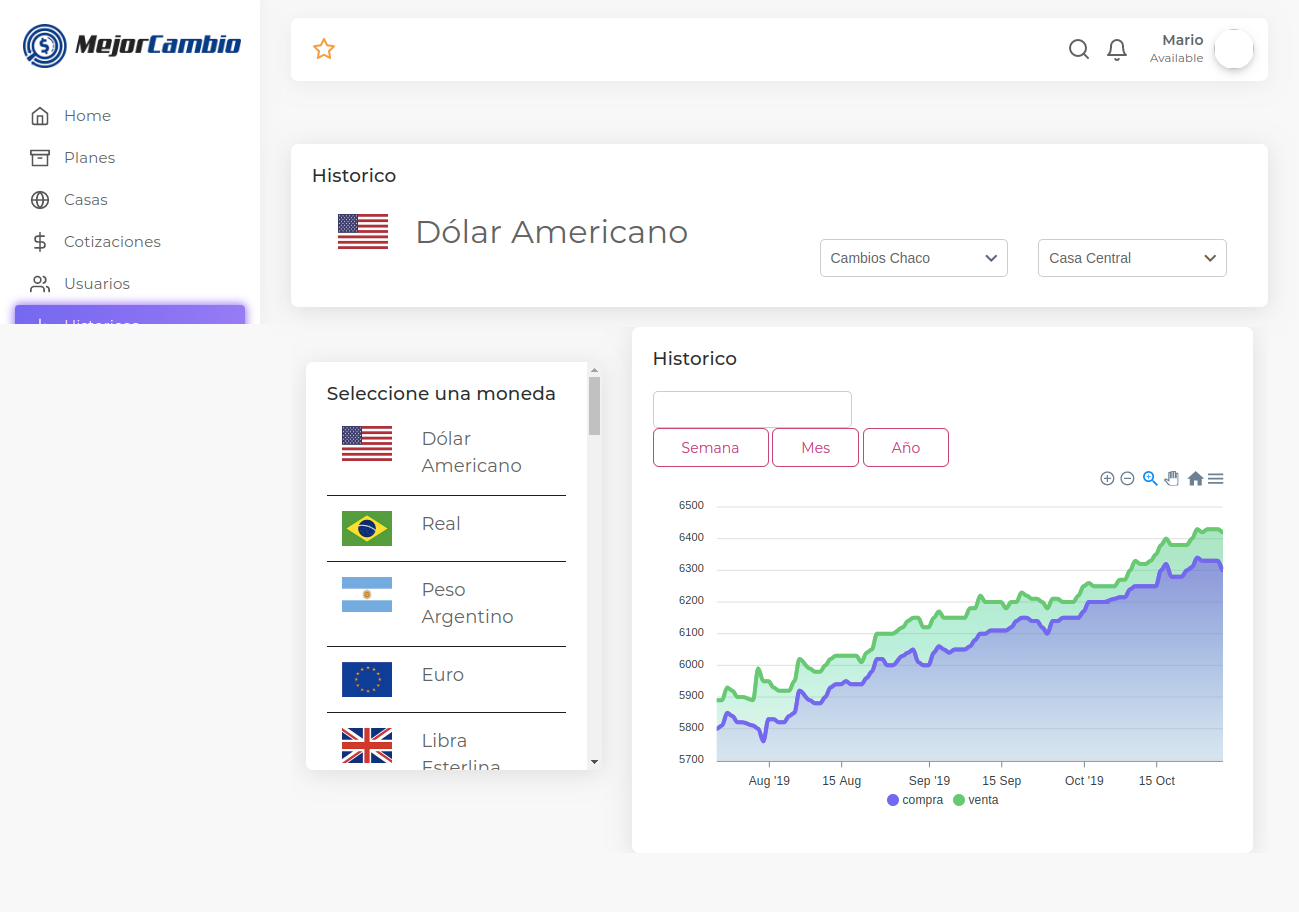 MejorCambio
Mario
Available
Home
Planes
Casas
Cotizaciones
Usuarios
Historicos
Historico
Dólar Americano
Cambios Chaco
Casa Central
Seleccione una moneda
Dólar
Americano
Real
Peso
Argentino
Euro
Libra
Esterlina
Historico
Semana
Mes
Año
6500
6400
6300
6200
6100
6000
5900
5800
5700
Aug '19
15 Aug
Sep '19
15 Sep
Oct '19
15 Oct
compra
venta